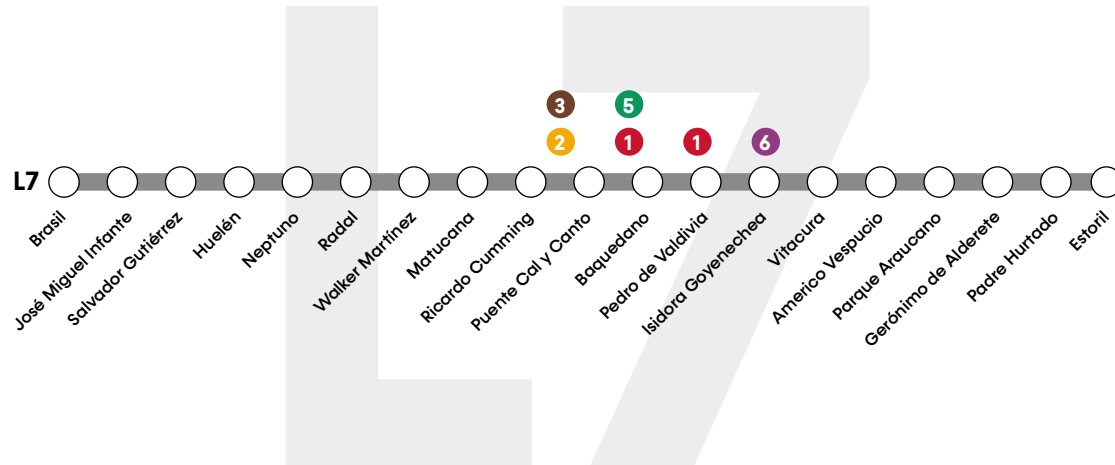 L7
3
5
2
1
1
6
L7
Brasil
José Miguel Infante
Salvador Gutiérrez
Huelén
Neptuno
Radal
Walker Martínez
Matucana
Ricardo Cumming
Puente Cal y Canto
Baquedano
Pedro de Valdivia
Isidora Goyenechea
Vitacura
Americo Vespucio
Parque Araucano
Gerónimo de Alderete
Padre Hurtado
Estoril